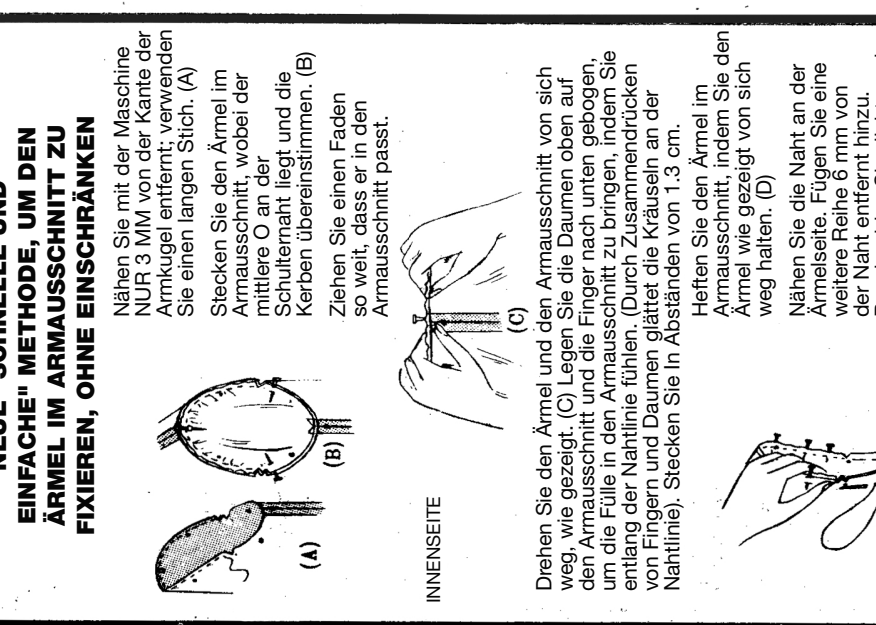 NEUE "SCHNELLE UND
EINFACHE" METHODE, UM DEN
ÄRMEL IM ARMAUSSCHNITT ZU
FIXIEREN, OHNE EINSCHRÄNKEN
Nähen Sie mit der Maschine
NUR 3 MM von der Kante der
Armkugel entfernt; verwenden
Sie einen langen Stich. (A)
Stecken Sie den Ärmel im
Armausschnitt, wobei der
mittlere O an der
Schulternaht liegt und die
Kerben übereinstimmen. (B)
Ziehen Sie einen Faden
so weit, dass er in den
Armausschnitt passt.
(A)
(B)
INNENSEITE
(C)
Drehen Sie den Ärmel und den Armausschnitt von sich
weg, wie gezeigt. (C) Legen Sie die Daumen oben auf
den Armausschnitt und die Finger nach unten gebogen,
um die Fülle in den Armausschnitt zu bringen, indem Sie
entlang der Nahtlinie fühlen. (Durch Zusammendrücken
von Fingern und Daumen glättet die Kräuseln an der
Nahtlinie). Stecken Sie In Abständen von 1.3 cm.
Heften Sie den Ärmel im
Armausschnitt, indem Sie den
Ärmel wie gezeigt von sich
weg halten. (D)
Nähen Sie die Naht an der
Ärmelseite. Fügen Sie eine
weitere Reihe 6 mm von
der Naht entfernt hinzu.